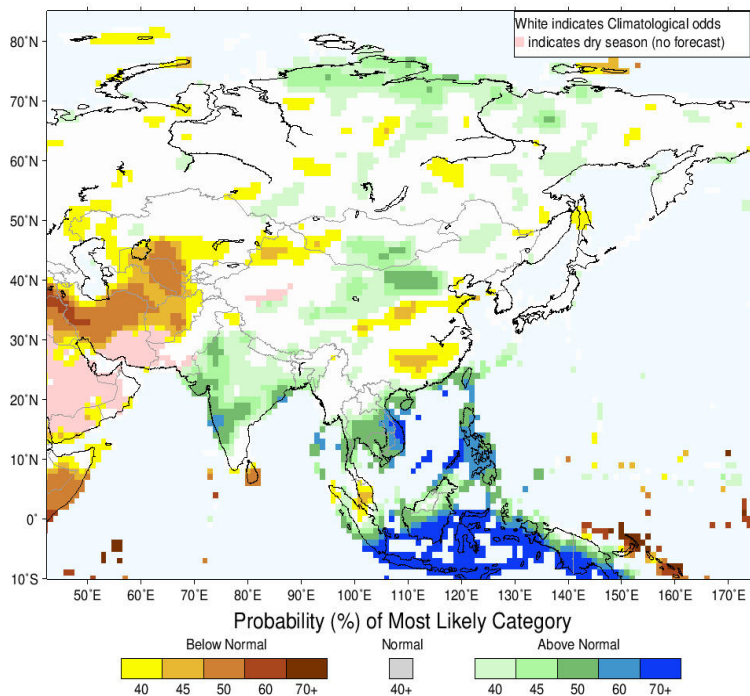 White indicates Climatological odds
indicates dry season (no forecast)
80˚N
70˚N
60˚N
50˚N
40˚N
30˚N
20˚N
10˚N
0˚
10˚S
50˚E 60˚E 70˚E 80˚E 90˚E 100˚E 110˚E 120˚E 130˚E 140˚E 150˚E 160˚E 170˚E
Probability (%) of Most Likely Category
Below Normal Normal Above Normal
40 45 50 60 70+ 40+ 40 45 50 60 70+